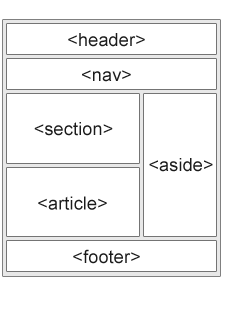 <header>
<nav>
<section>
<aside>
<article>
<footer>